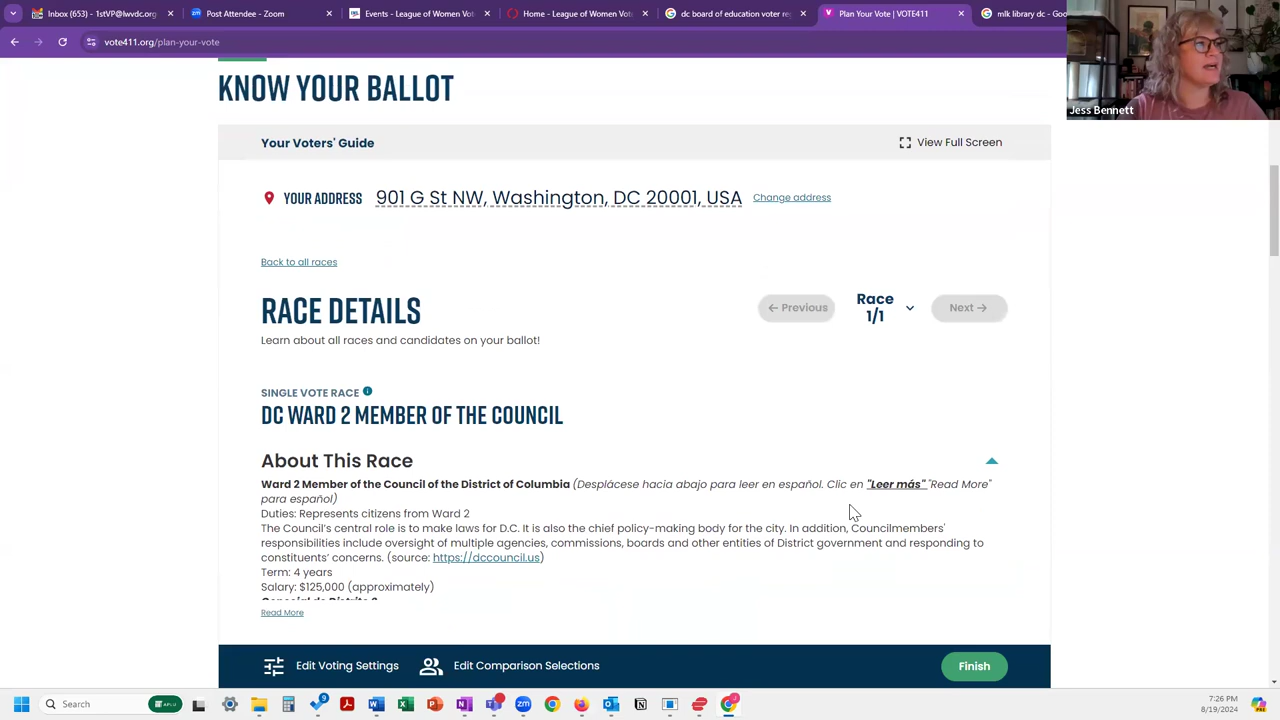 Inbox (653) - 1stVP@lwvdc.org
Post Attendee - Zoom
Events - League of Women Vot
Home - League of Women Vote
dc board of education voter re
Plan Your Vote | VOTE411
mlk library dc - Goo
vote411.org/plan-your-vote
Jess Bennett
KNOW YOUR BALLOT
Your Voters' Guide
View Full Screen
YOUR ADDRESS 901 G St NW, Washington, DC 20001, USA Change address
Back to all races
RACE DETAILS
← Previous
Race
1/1
Next →
Learn about all races and candidates on your ballot!
SINGLE VOTE RACE
DC WARD 2 MEMBER OF THE COUNCIL
About This Race
Ward 2 Member of the Council of the District of Columbia (Desplácese hacia abajo para leer en español. Clic en "Leer más" "Read More"
para español)
Duties: Represents citizens from Ward 2
The Council's central role is to make laws for D.C. It is also the chief policy-making body for the city. In addition, Councilmembers'
responsibilities include oversight of multiple agencies, commissions, boards and other entities of District government and responding to
constituents' concerns. (source: https://dccouncil.us)
Term: 4 years
Salary: $125,000 (approximately)
Read More
Edit Voting Settings
Edit Comparison Selections
Finish
Search
7:26 PM
8/19/2024